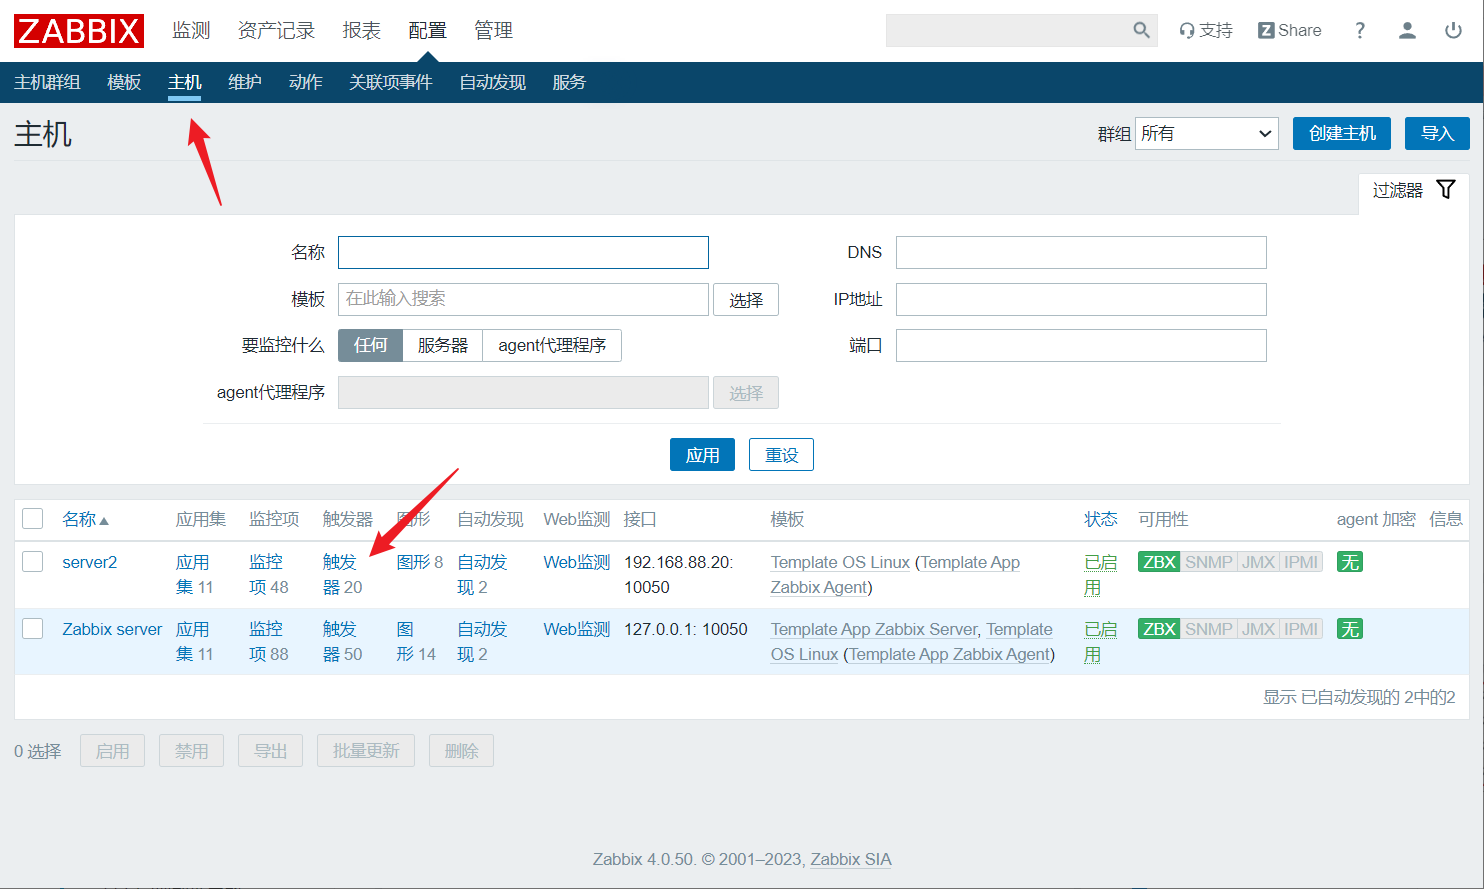 ZABBIX 监测 资产记录 报表 配置 管理 支持 Z Share ?
主机群组 模板 主机 维护 动作 关联项事件 自动发现 服务
主机 群组 所有 创建主机 导入
过滤器
名称 DNS
模板 在此输入搜索 选择 IP地址
要监控什么 任何 服务器 agent代理程序 端口
agent代理程序 选择
应用 重设
名称▲ 应用集 监控项 触发器 图形 自动发现 Web监测 接口 模板 状态 可用性 agent 加密 信息
server2 应用 监控 触发 图形 8 自动发 Web监测 192.168.88.20: Template OS Linux (Template App 已启 ZBX SNMP JMX IPMI 无
集 11 项 48 器 20 现 2 10050 Zabbix Agent) 用
Zabbix server 应用 监控 触发 图 自动发 Web监测 127.0.0.1: 10050 Template App Zabbix Server, Template 已启 ZBX SNMP JMX IPMI 无
集 11 项 88 器 50 形 14 现 2 OS Linux (Template App Zabbix Agent) 用
显示 已自动发现的 2中的2
0 选择 启用 禁用 导出 批量更新 删除
Zabbix 4.0.50. © 2001–2023, Zabbix SIA